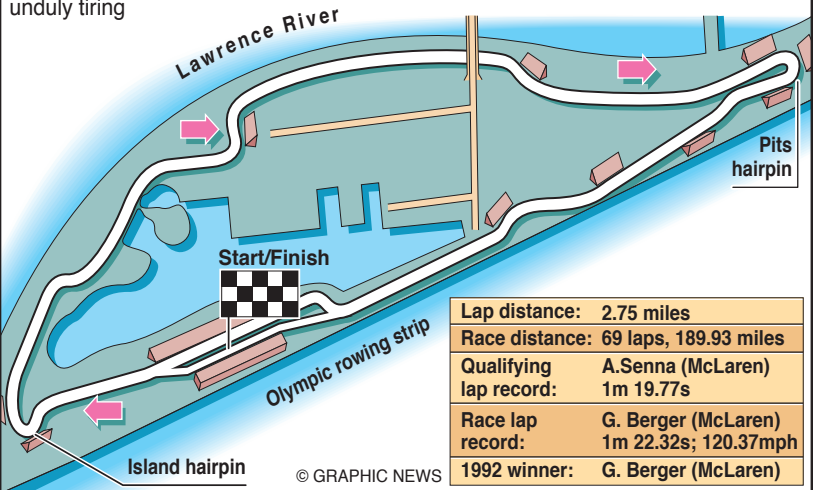 unduly tiring
Lawrence River
Pits
hairpin
Start/Finish
Olympic rowing strip
Island hairpin
© GRAPHIC NEWS
Lap distance: 2.75 miles
Race distance: 69 laps, 189.93 miles
Qualifying A.Senna (McLaren)
lap record: 1m 19.77s
Race lap G. Berger (McLaren)
record: 1m 22.32s; 120.37mph
1992 winner: G. Berger (McLaren)